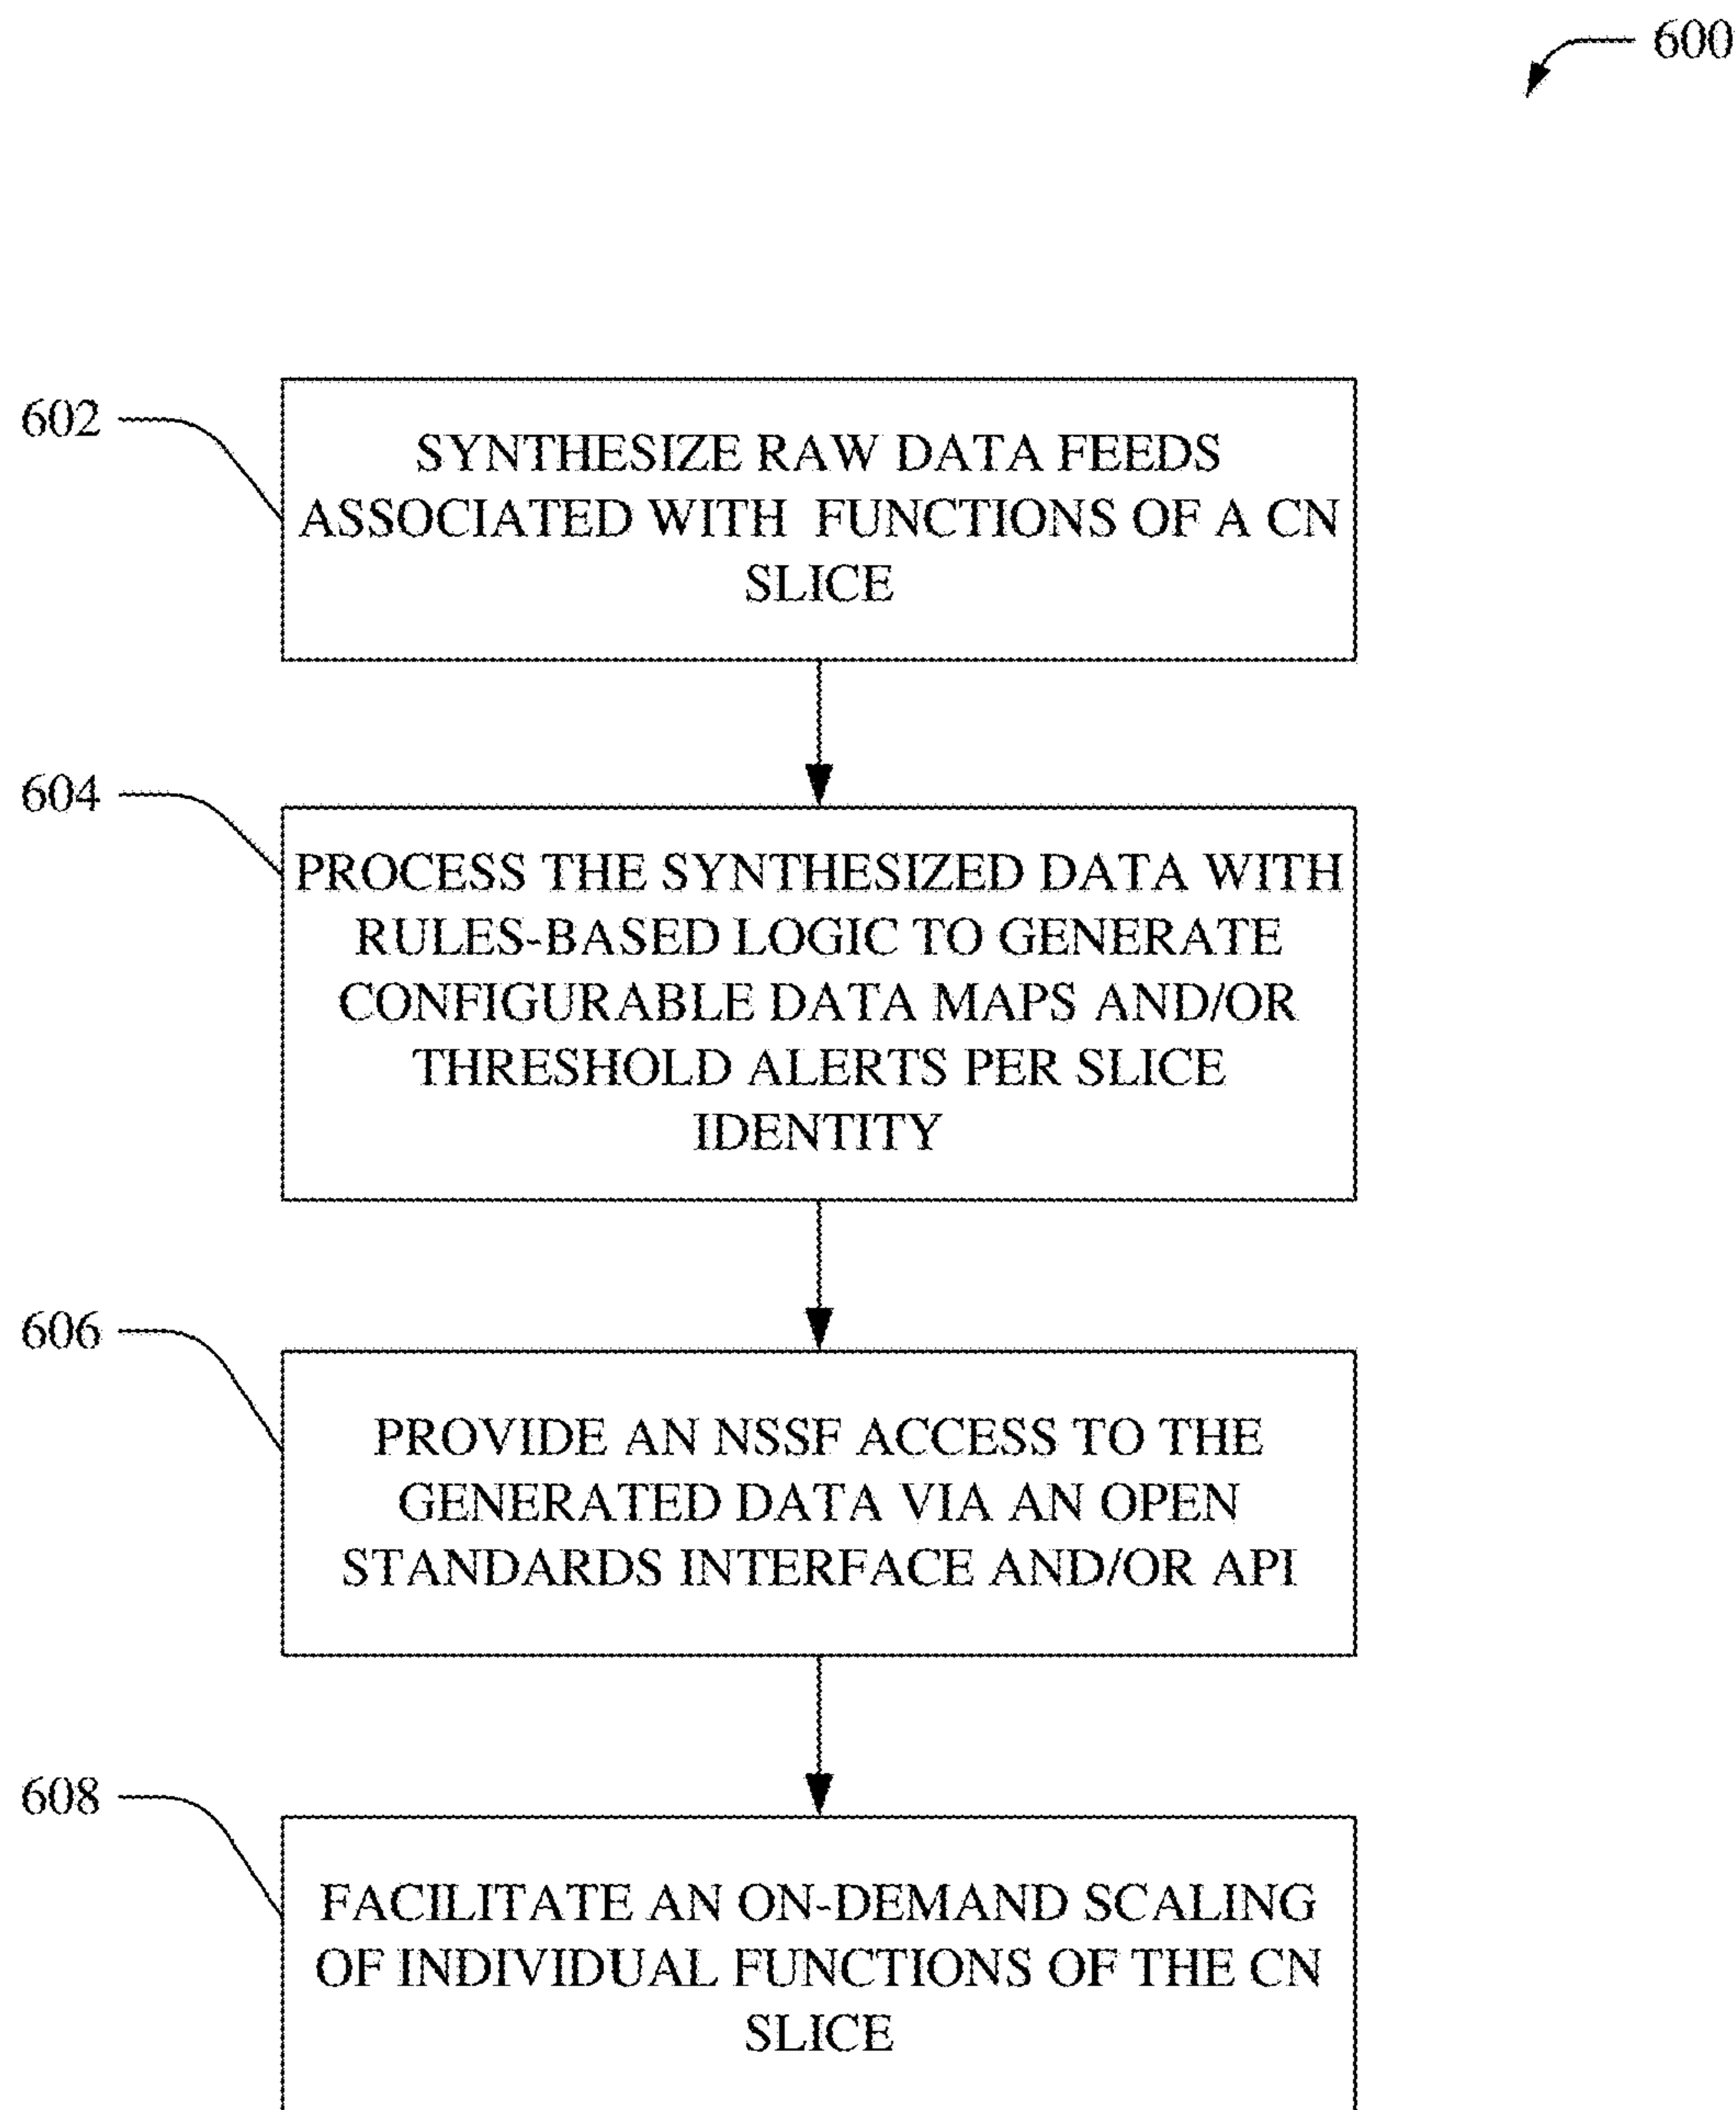 600
602
SYNTHESIZE RAW DATA FEEDS
ASSOCIATED WITH FUNCTIONS OF A CN
SLICE
604
PROCESS THE SYNTHESIZED DATA WITH
RULES-BASED LOGIC TO GENERATE
CONFIGURABLE DATA MAPS AND/OR
THRESHOLD ALERTS PER SLICE
IDENTITY
606
PROVIDE AN NSSF ACCESS TO THE
GENERATED DATA VIA AN OPEN
STANDARDS INTERFACE AND/OR API
608
FACILITATE AN ON-DEMAND SCALING
OF INDIVIDUAL FUNCTIONS OF THE CN
SLICE